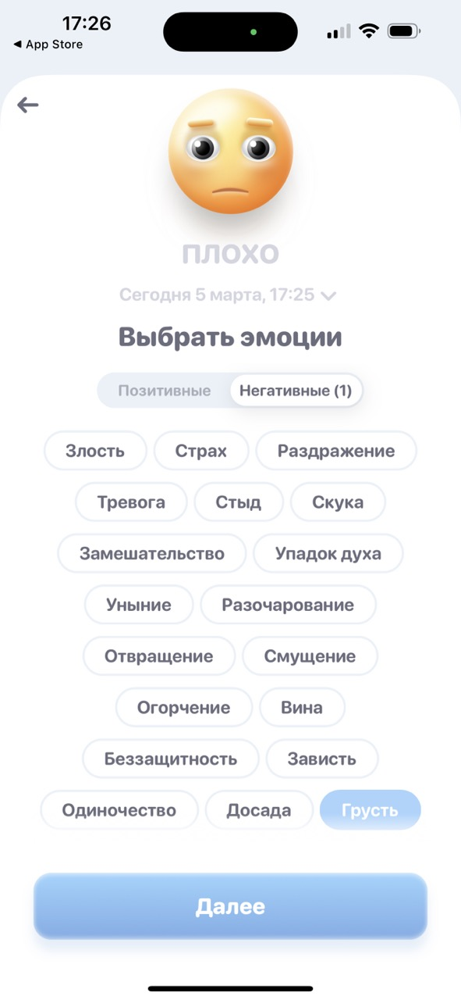 17:26
App Store
плохо
Сегодня 5 марта, 17:25
Выбрать эмоции
Позитивные Негативные (1)
Злость Страх Раздражение
Тревога Стыд Скука
Замешательство Упадок духа
Уныние Разочарование
Отвращение Смущение
Огорчение Вина
Беззащитность Зависть
Одиночество Досада Грусть
Далее